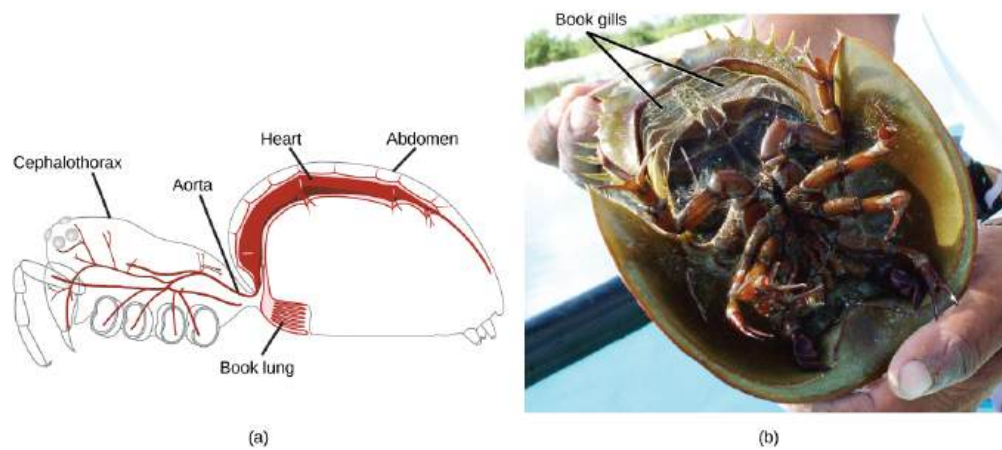 Cephalothorax
Aorta
Heart
Abdomen
Book lung
(a)
Book gills
(b)